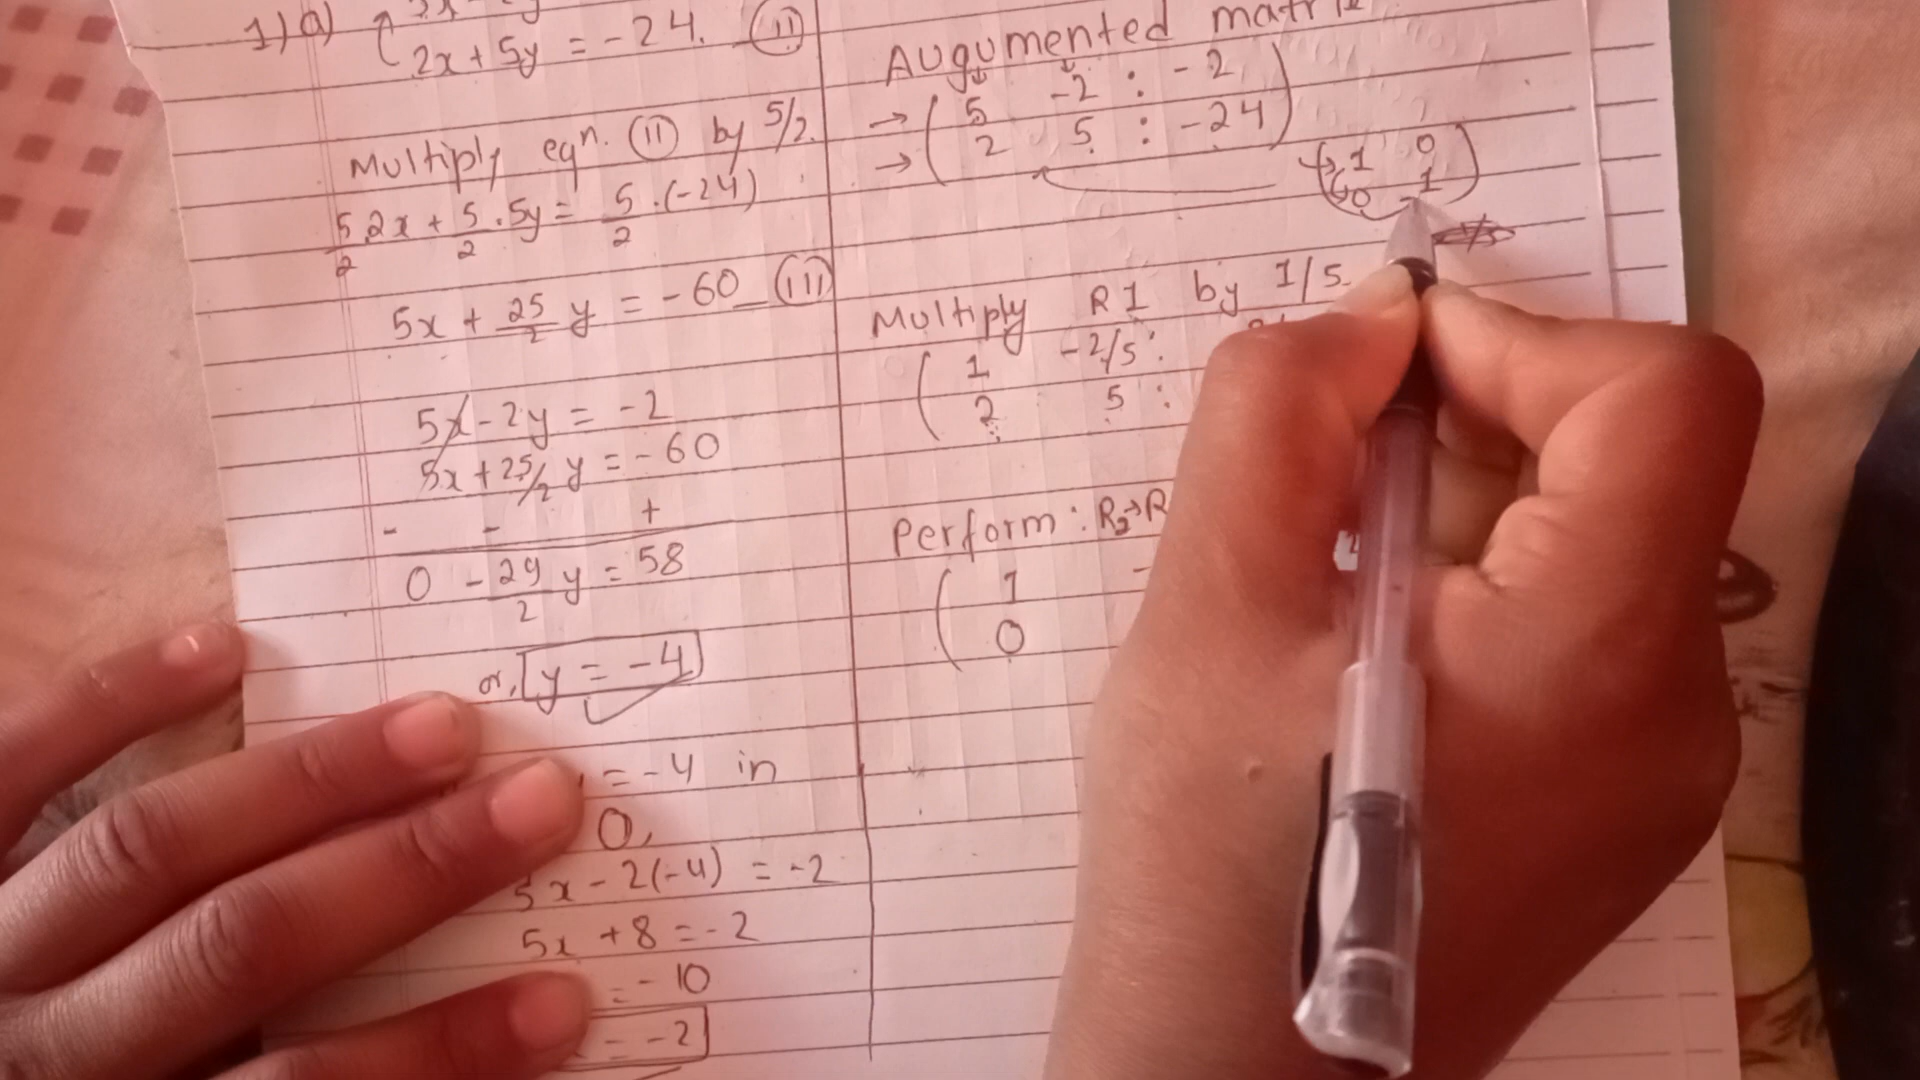 1) a)
2x + 5y = -24. (ii)
Multiply eqn. (ii) by 5/2.
5/2 2x + 5/2 . 5y = 5/2 . (-24)
5x + 25/2 y = -60 (iii)
5x - 2y = -2
5x + 25/2 y = -60
- - +
0 - 29/2 y = 58
or, y = -4
= -4 in
5x - 2(-4) = -2
5x + 8 = -2
= -10
= -2
Augumented matrix
→ ( 5 -2 : -2
→ ( 2 5 : -24 )
( 1 0 )
( 0 1 )
Multiply R1 by 1/5
( 1 -2/5 :
( 2 5 :
Perform : R2→R
( 1 -
( 0